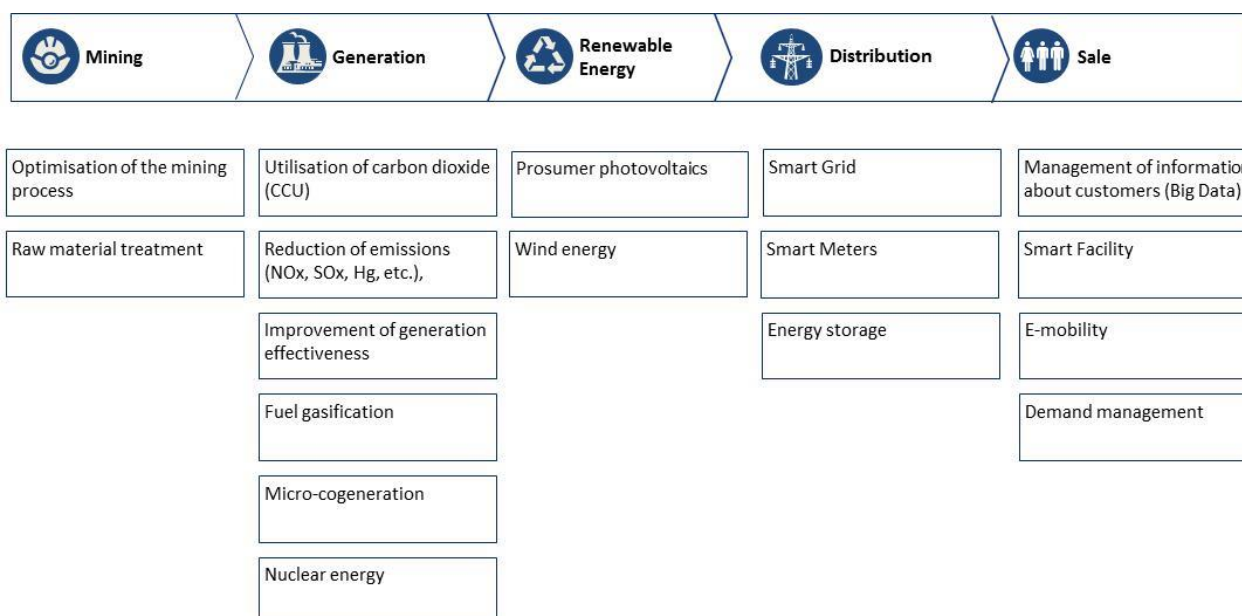 Mining
Generation
Renewable
Energy
Distribution
Sale
Optimisation of the mining
process
Raw material treatment
Utilisation of carbon dioxide
(CCU)
Reduction of emissions
(NOx, SOx, Hg, etc.),
Improvement of generation
effectiveness
Fuel gasification
Micro-cogeneration
Nuclear energy
Prosumer photovoltaics
Wind energy
Smart Grid
Smart Meters
Energy storage
Management of information
about customers (Big Data)
Smart Facility
E-mobility
Demand management